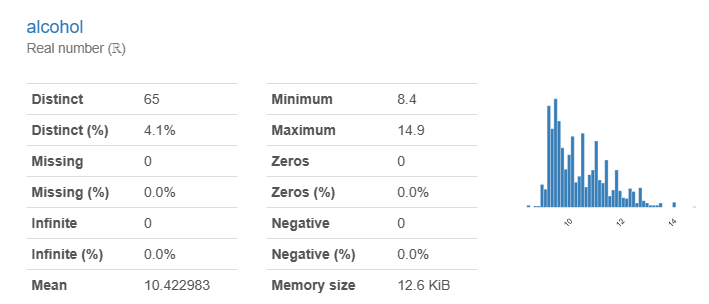 alcohol
Real number (ℝ)
Distinct 65
Distinct (%) 4.1%
Missing 0
Missing (%) 0.0%
Infinite 0
Infinite (%) 0.0%
Mean 10.422983
Minimum 8.4
Maximum 14.9
Zeros 0
Zeros (%) 0.0%
Negative 0
Negative (%) 0.0%
Memory size 12.6 KiB
10 12 14